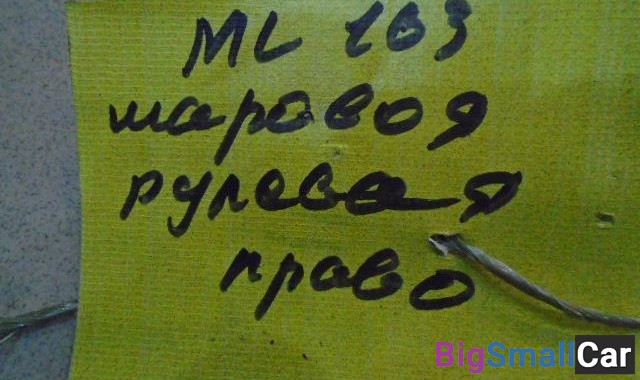 ML 163
шаровоя
рулевая
право
BigSmallCar